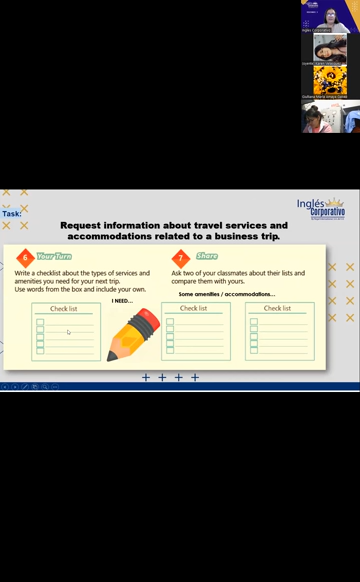 Inglés Corporativo
Task:
Inglés
Corporativo
Request information about travel services and
accommodations related to a business trip.
6 Your Turn
Write a checklist about the types of services and
amenities you need for your next trip.
Use words from the box and include your own.
I NEED...
Check list
7 Share
Ask two of your classmates about their lists and
compare them with yours.
Some amenities / accommodations...
Check list
Check list